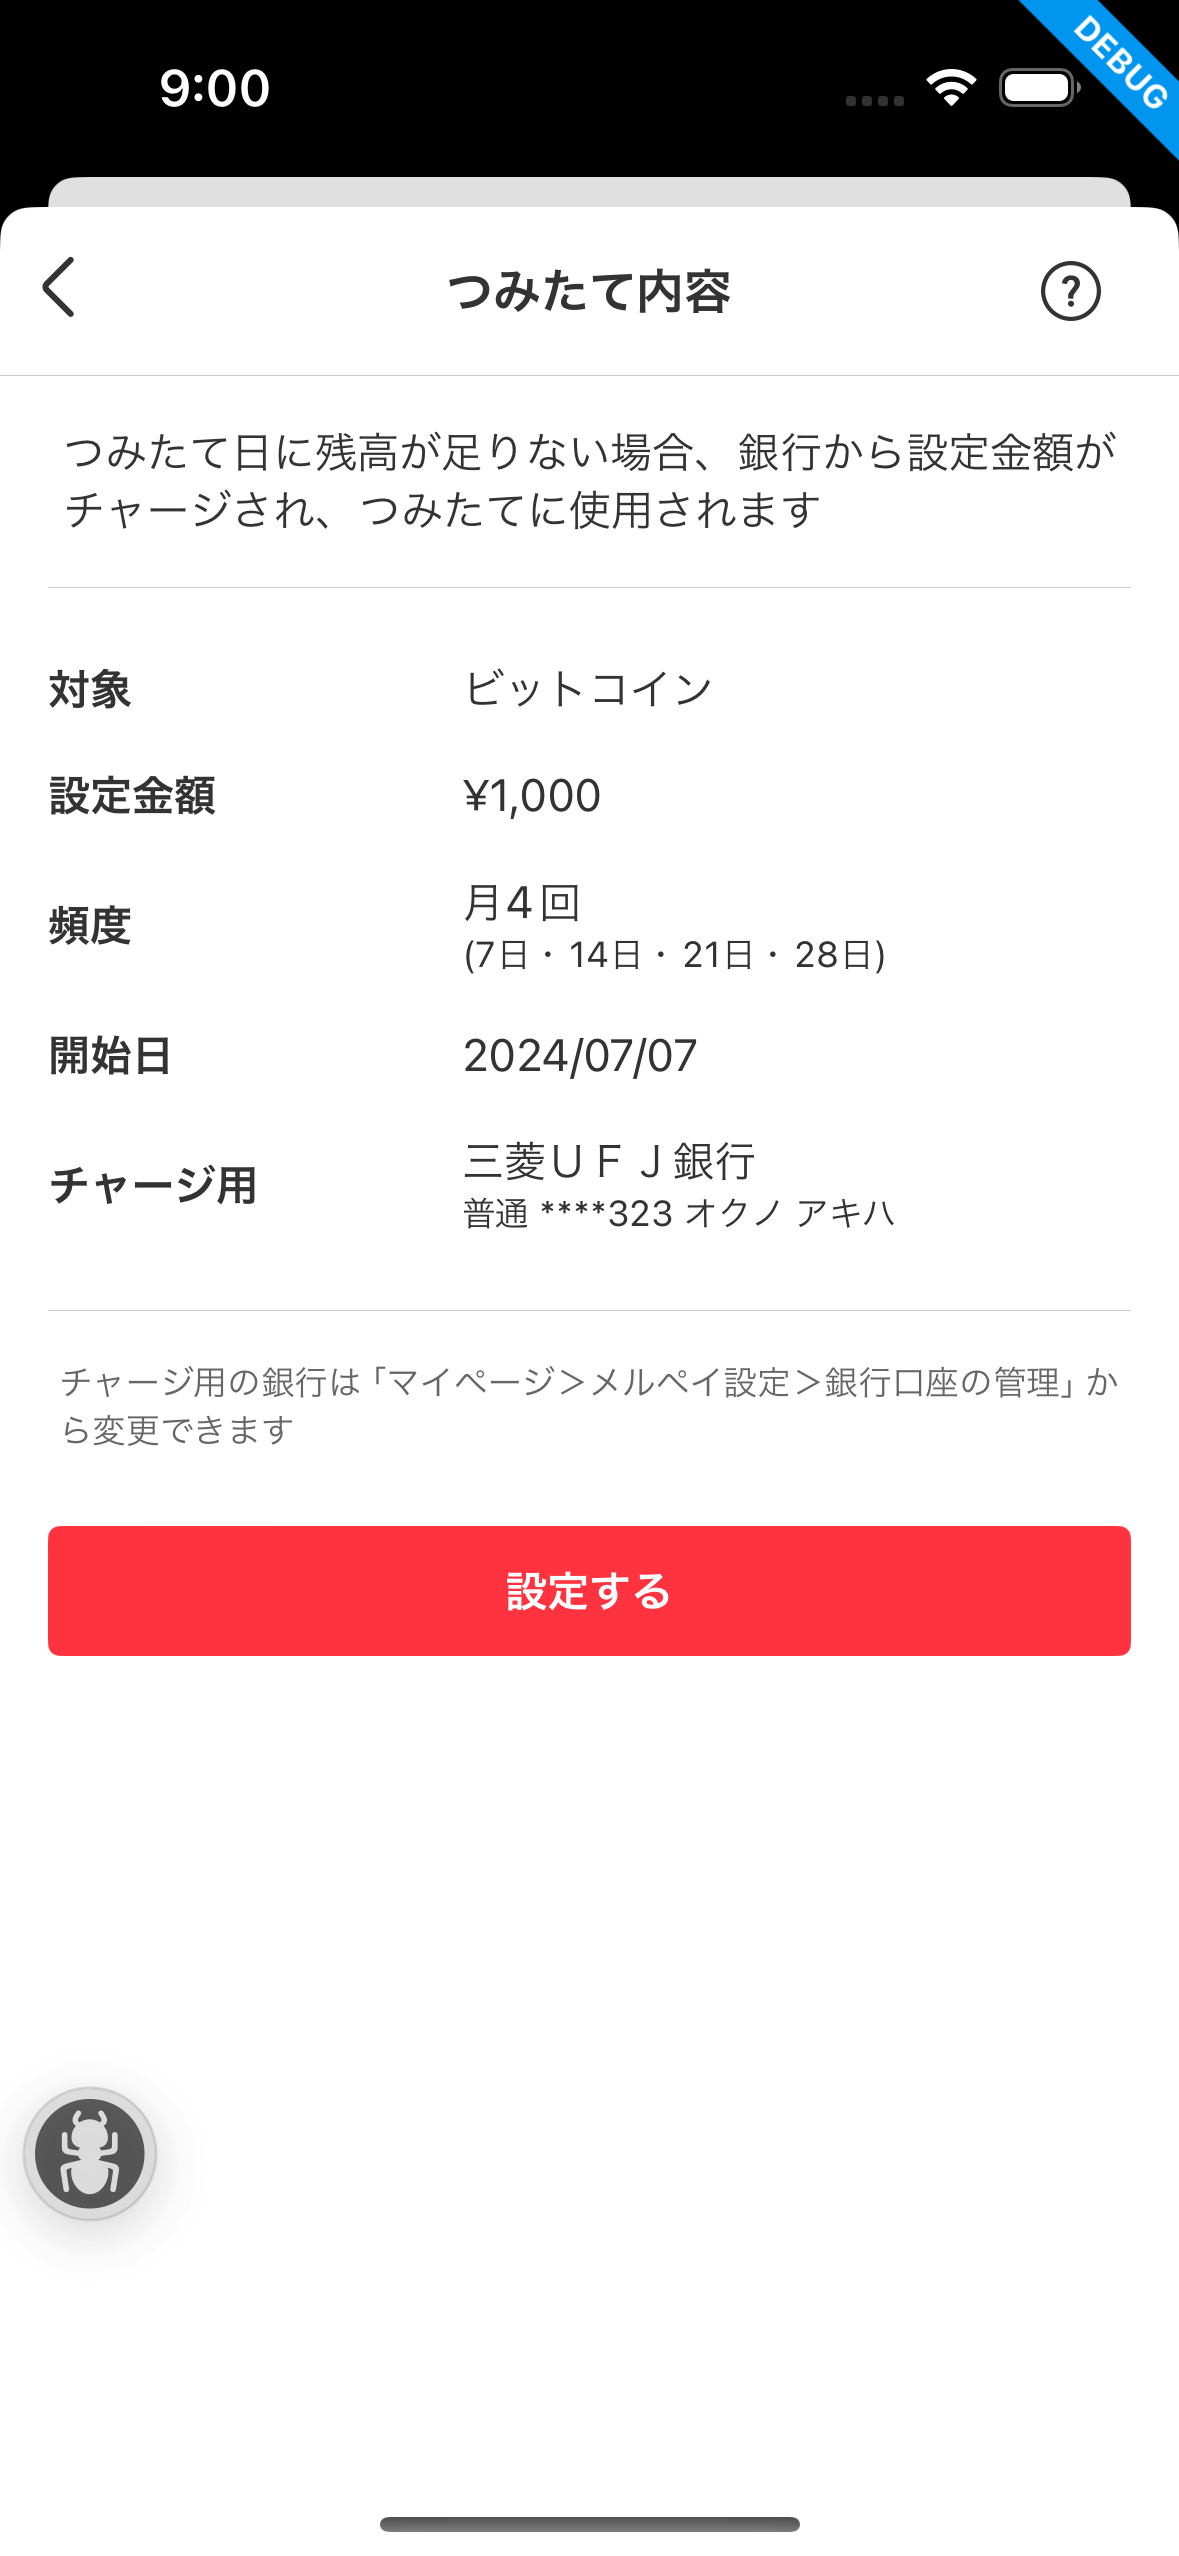 9:00
DEBUG
つみたて内容
?
つみたて日に残高が足りない場合、銀行から設定金額が
チャージされ、つみたてに使用されます
対象 ビットコイン
設定金額 ¥1,000
頻度 月4回
(7日・14日・21日・28日)
開始日 2024/07/07
チャージ用 三菱ＵＦＪ銀行
普通 ****323 オクノ アキハ
チャージ用の銀行は「マイページ＞メルペイ設定＞銀行口座の管理」か
ら変更できます
設定する